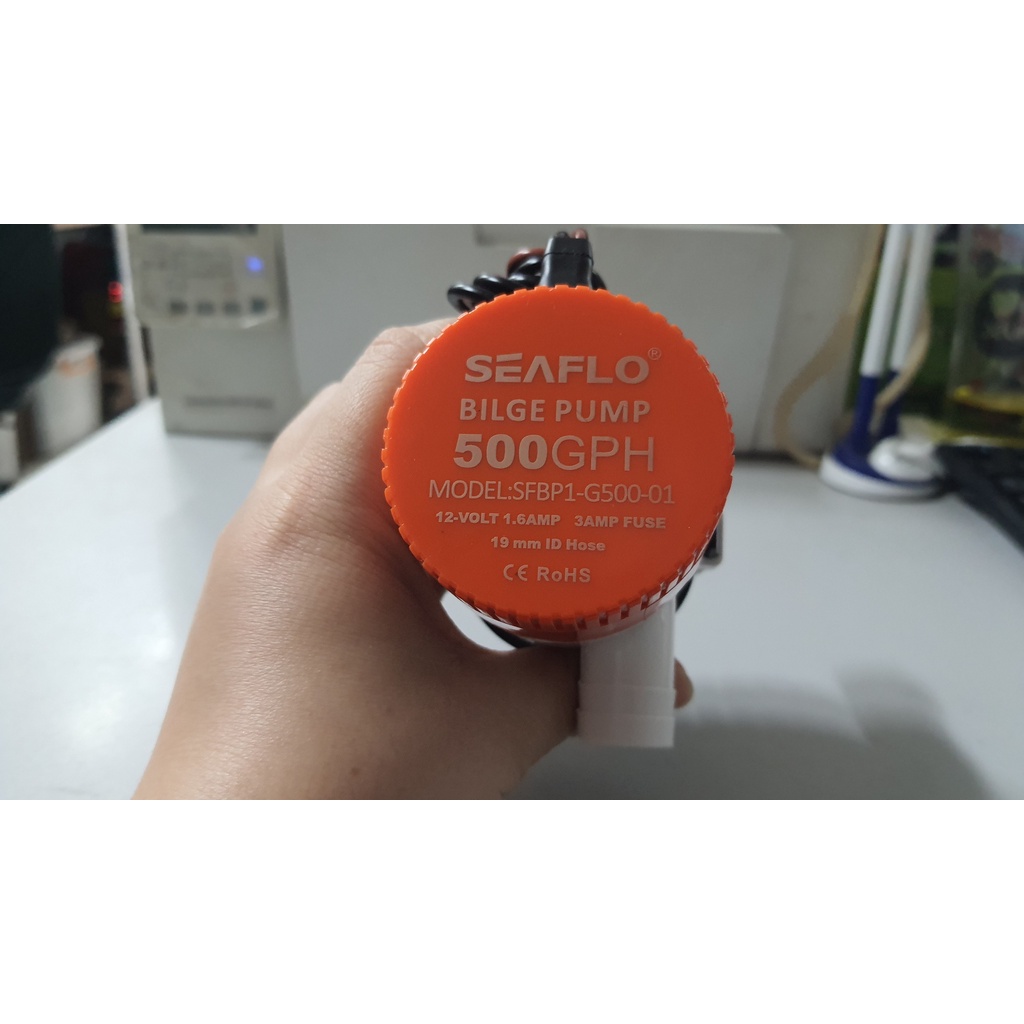 SEAFLO®
BILGE PUMP
500GPH
MODEL:SFBP1-G500-01
12-VOLT 1.6AMP 3AMP FUSE
19 mm ID Hose
CE RoHS